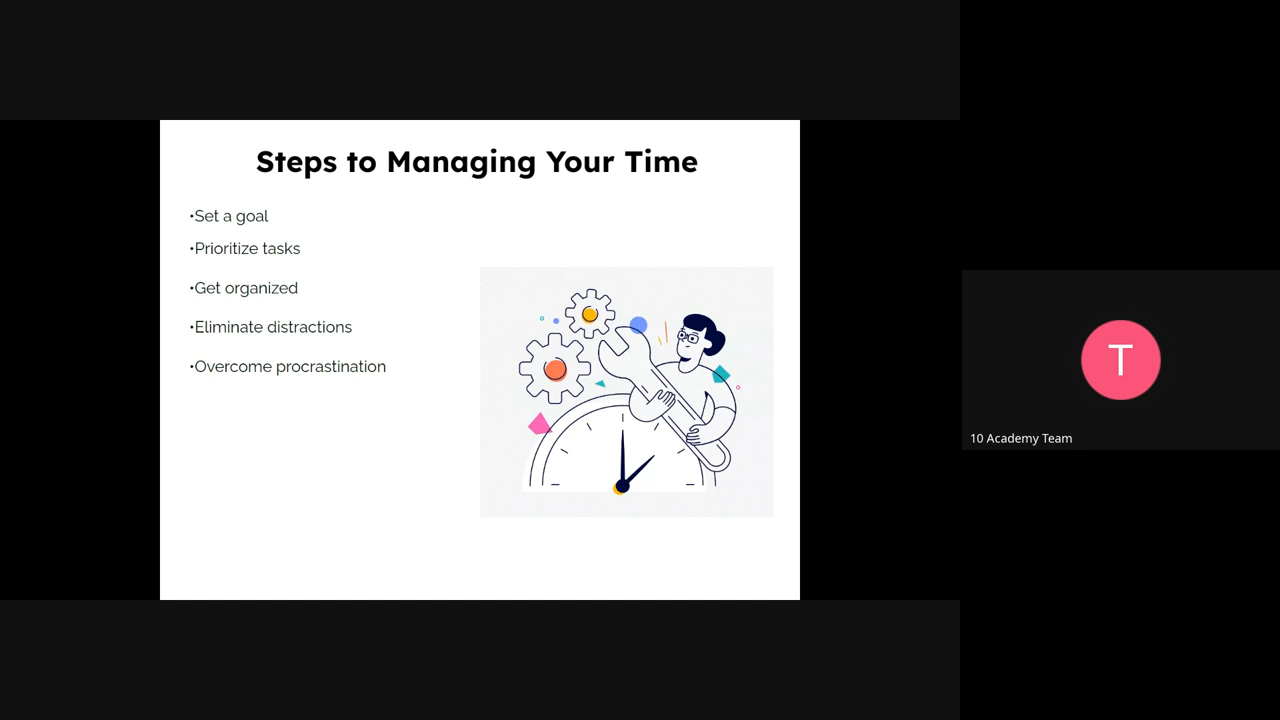 Steps to Managing Your Time
•Set a goal
•Prioritize tasks
•Get organized
•Eliminate distractions
•Overcome procrastination
T
10 Academy Team